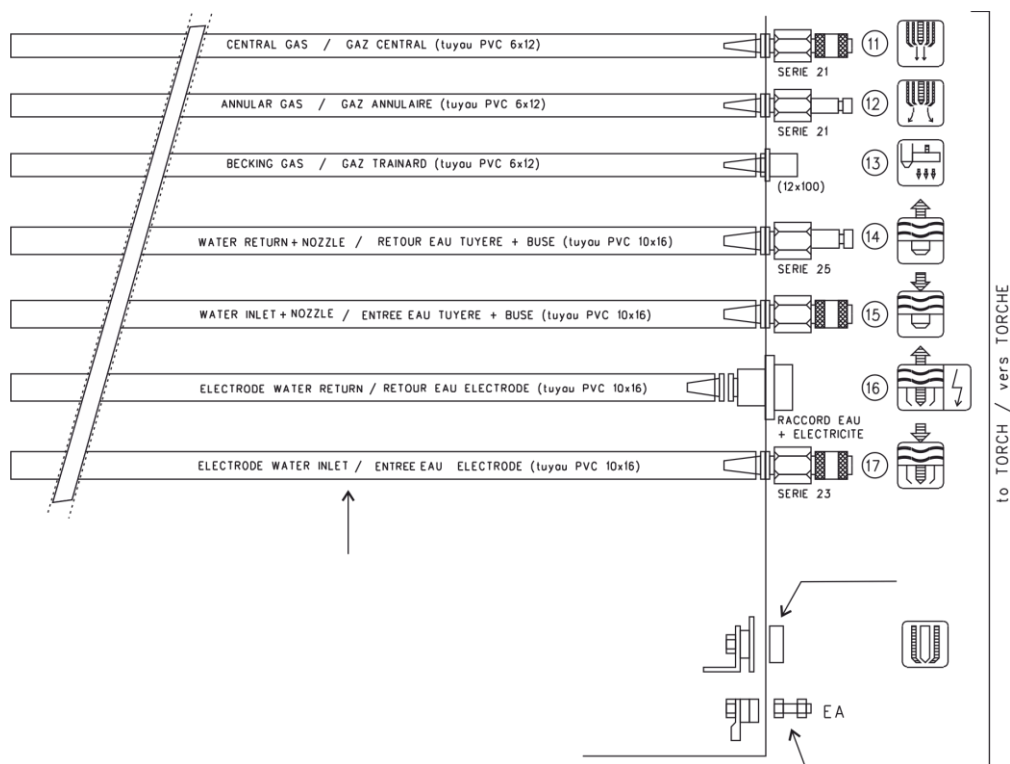 CENTRAL GAS / GAZ CENTRAL (tuyau PVC 6x12)
SERIE 21
11
ANNULAR GAS / GAZ ANNULAIRE (tuyau PVC 6x12)
SERIE 21
12
BECKING GAS / GAZ TRAINARD (tuyau PVC 6x12)
(12x100)
13
WATER RETURN + NOZZLE / RETOUR EAU TUYERE + BUSE (tuyau PVC 10x16)
SERIE 25
14
WATER INLET + NOZZLE / ENTREE EAU TUYERE + BUSE (tuyau PVC 10x16)
15
ELECTRODE WATER RETURN / RETOUR EAU ELECTRODE (tuyau PVC 10x16)
RACCORD EAU
+ ELECTRICITE
16
ELECTRODE WATER INLET / ENTREE EAU ELECTRODE (tuyau PVC 10x16)
SERIE 23
17
EA
to TORCH / vers TORCHE